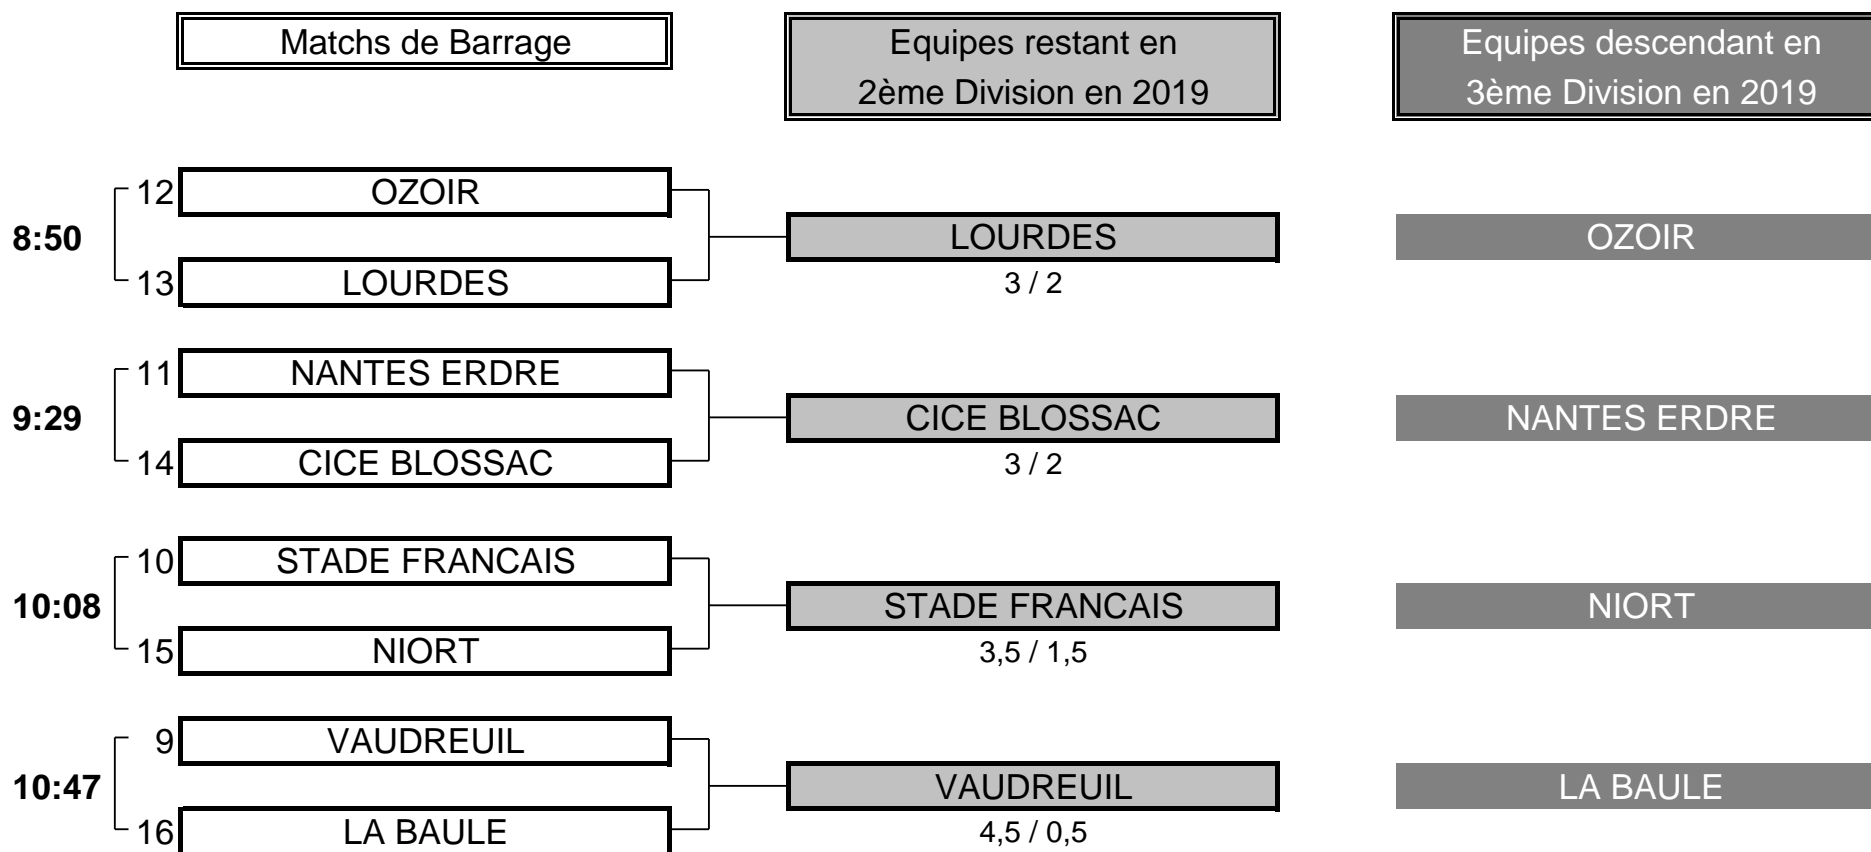 Matchs de Barrage
Equipes restant en
2ème Division en 2019
Equipes descendant en
3ème Division en 2019
12 OZOIR
8:50 LOURDES OZOIR
13 LOURDES 3 / 2
11 NANTES ERDRE
9:29 CICE BLOSSAC NANTES ERDRE
14 CICE BLOSSAC 3 / 2
10 STADE FRANCAIS
10:08 STADE FRANCAIS NIORT
15 NIORT 3,5 / 1,5
9 VAUDREUIL
10:47 VAUDREUIL LA BAULE
16 LA BAULE 4,5 / 0,5